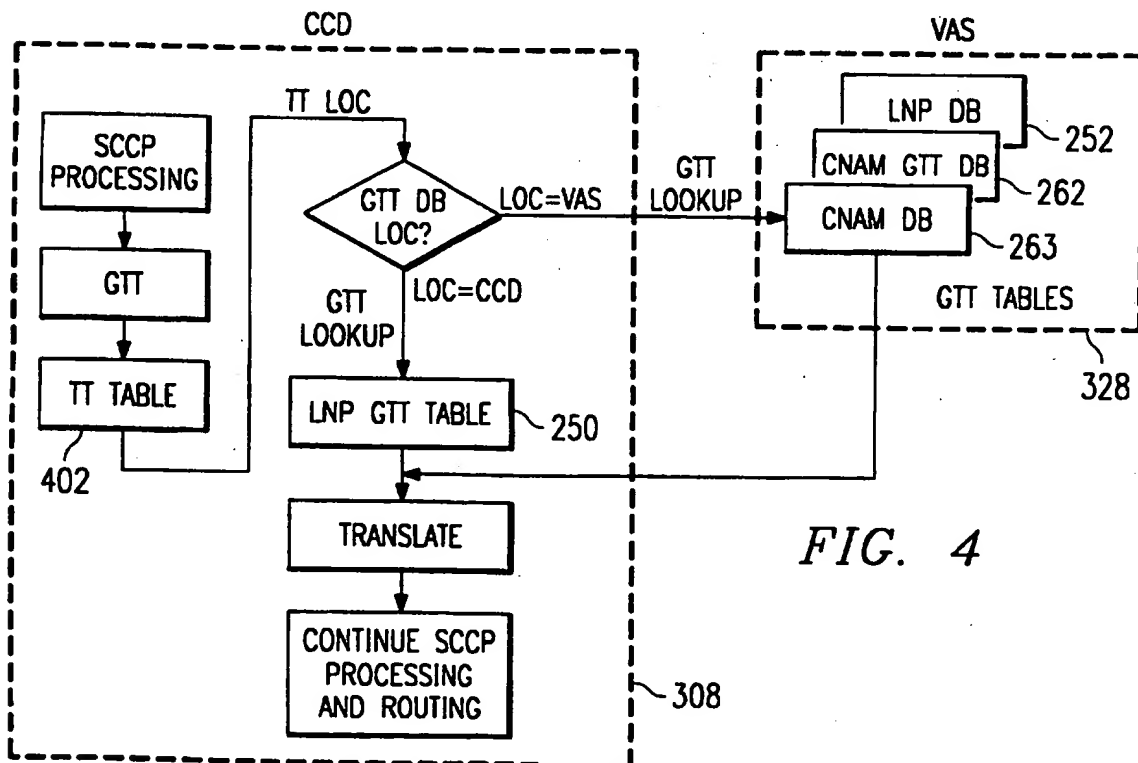 CCD
VAS
TT LOC
SCCP
PROCESSING
GTT
TT TABLE
402
GTT DB
LOC?
LOC=VAS
GTT
LOOKUP
LOC=CCD
GTT
LOOKUP
LNP GTT TABLE
250
TRANSLATE
CONTINUE SCCP
PROCESSING
AND ROUTING
308
LNP DB
252
CNAM GTT DB
262
CNAM DB
263
GTT TABLES
328
FIG. 4